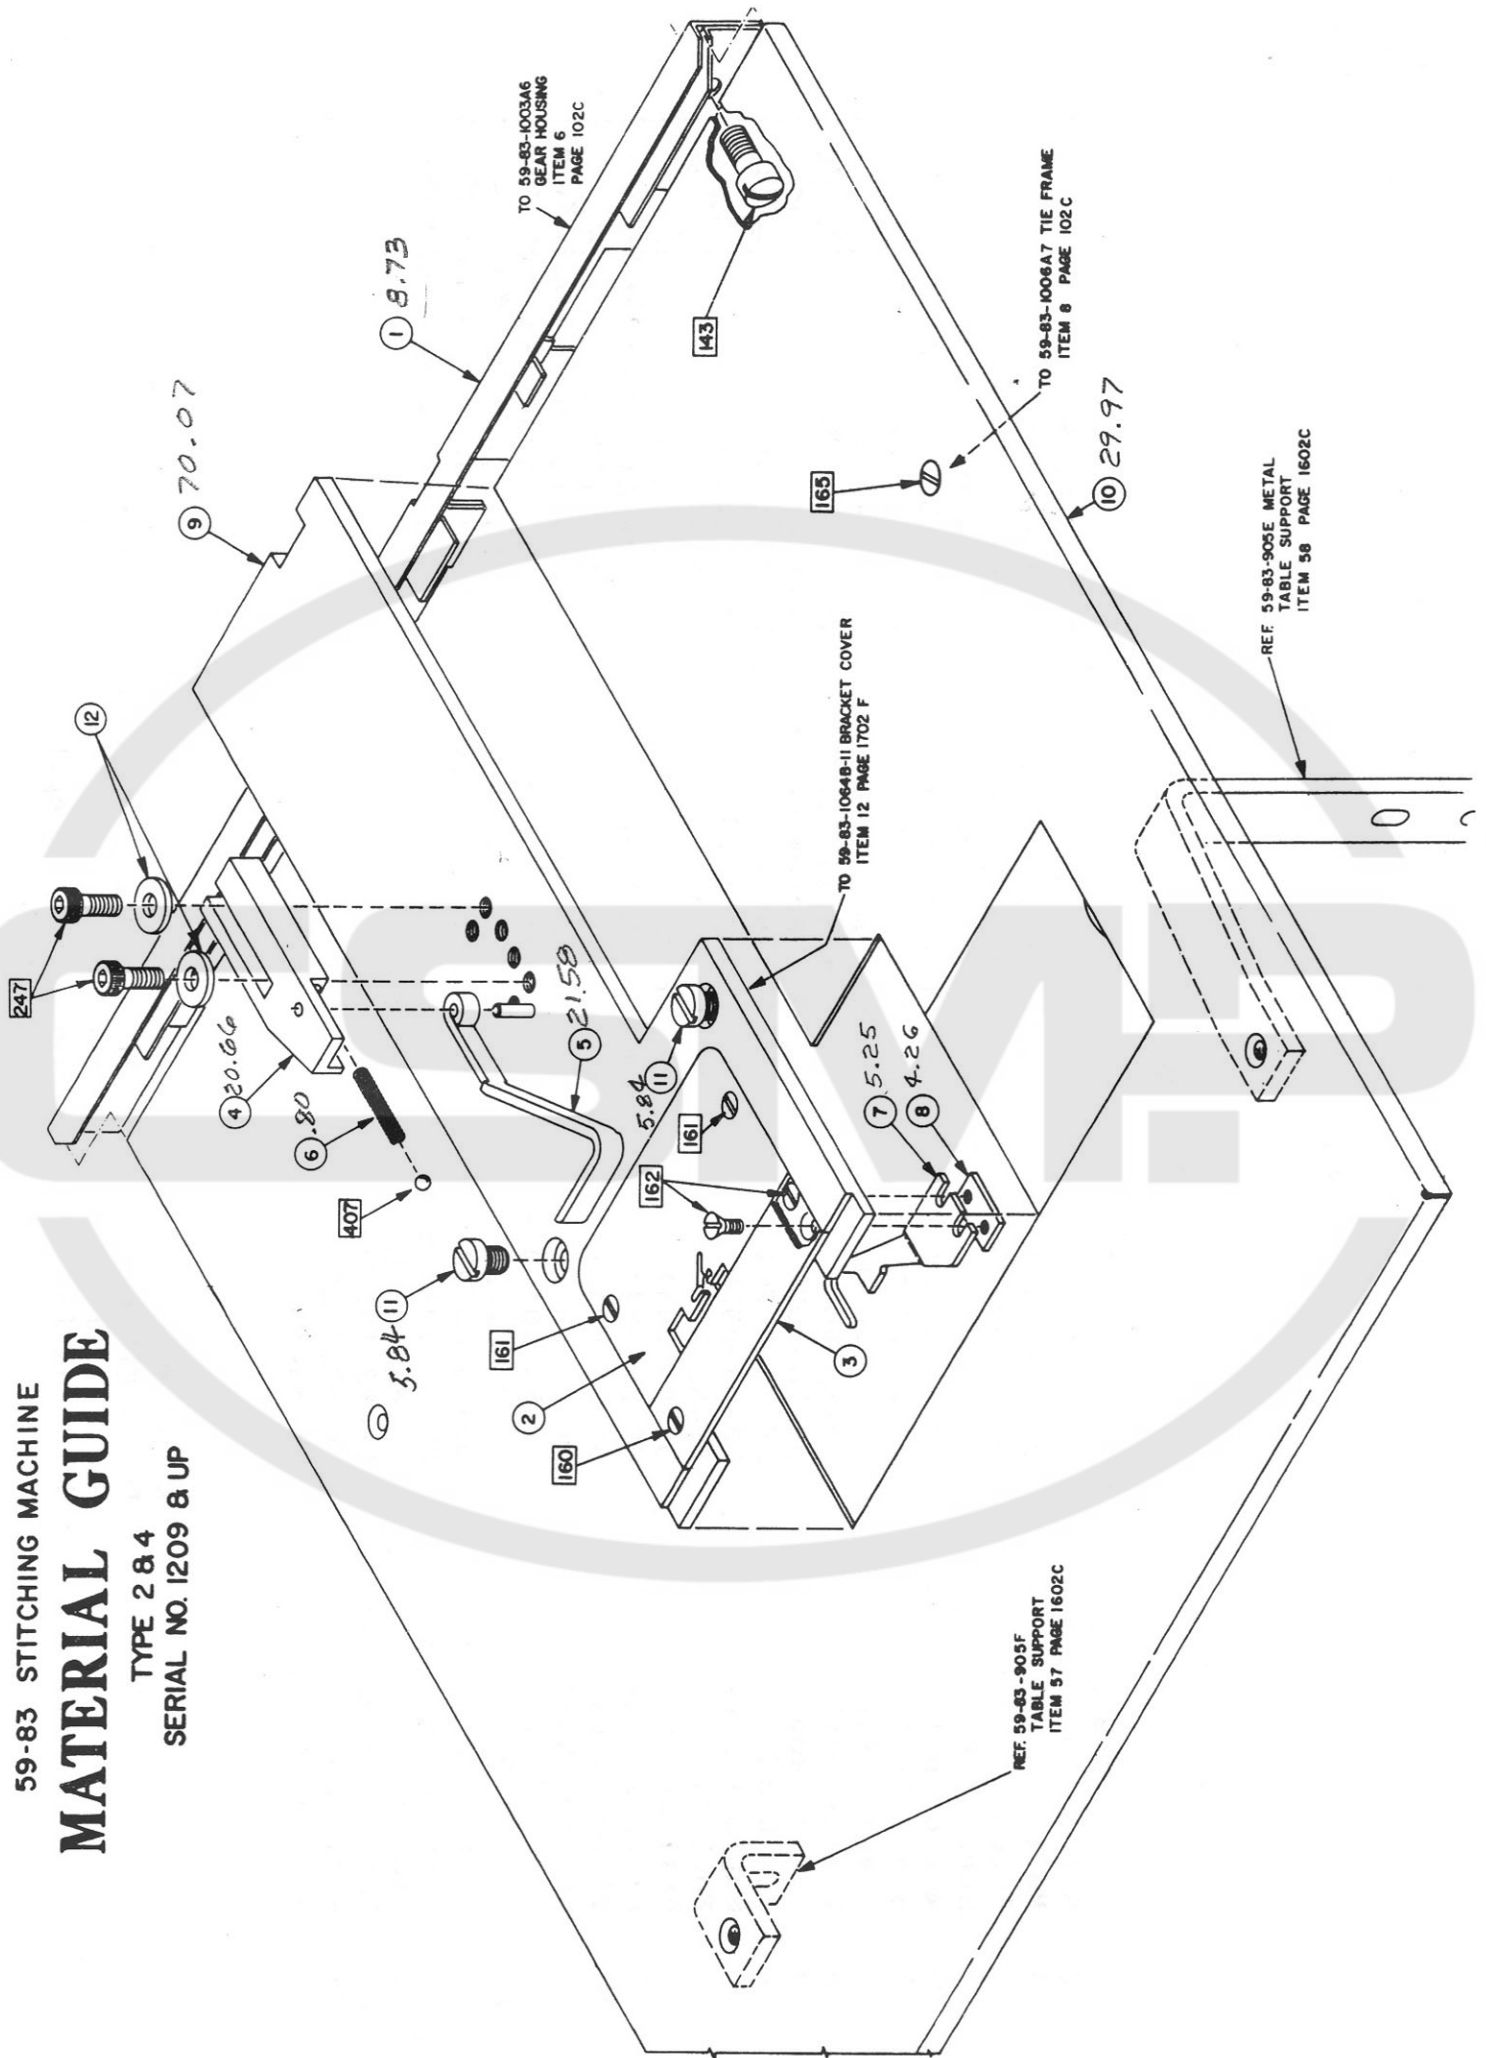 59-83 STITCHING MACHINE
MATERIAL GUIDE
TYPE 2 & 4
SERIAL NO. 1209 & UP
247
12
9 70.07
1 8.73
TO 59-83-1003A6
GEAR HOUSING
ITEM 6
PAGE 102C
4 20.66
6 .80
407
5 21.58
143
11 5.84
5.84
11
161
161
162
2
160
3
7 5.25
8 4.26
TO 59-83-1064B-11 BRACKET COVER
ITEM 12 PAGE 1702 F
165
TO 59-83-1006A7 TIE FRAME
ITEM 8 PAGE 102C
10 29.97
REF. 59-83-905E METAL
TABLE SUPPORT
ITEM 58 PAGE 1602C
REF. 59-83-905F
TABLE SUPPORT
ITEM 57 PAGE 1602C
CSMP